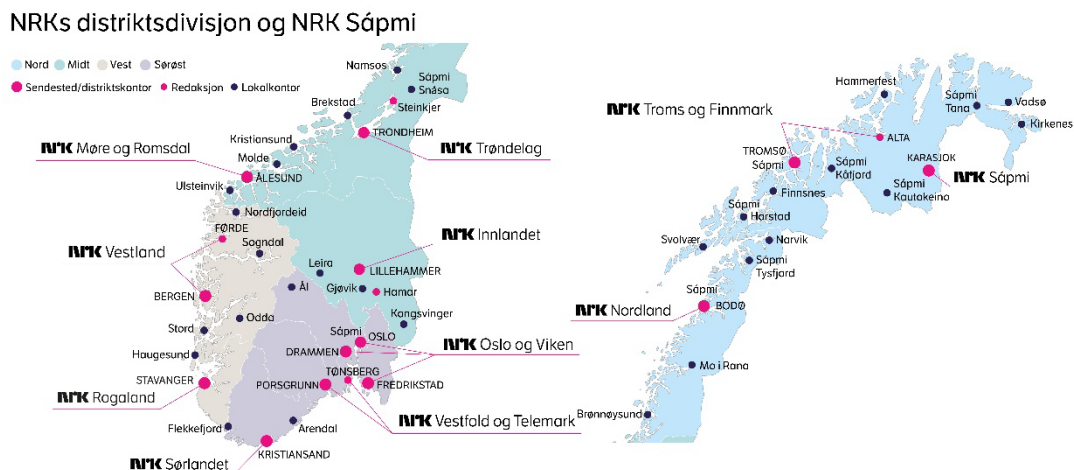 NRKs distriktsdivisjon og NRK Sápmi
Nord Midt Vest Sørøst
Sendested/distriktskontor Redaksjon Lokalkontor
Namsos
Sápmi
Snåsa
Steinkjer
Brekstad
TRONDHEIM
NRK Trøndelag
Kristiansund
NRK Møre og Romsdal
Molde
ÅLESUND
Ulsteinvik
Nordfjordeid
FØRDE
Sogndal
NRK Vestland
BERGEN
NRK Innlandet
Leira
LILLEHAMMER
Ål
Gjøvik
Hamar
Kongsvinger
Odda
Stord
Sápmi
OSLO
NRK Oslo og Viken
DRAMMEN
Haugesund
TØNSBERG
STAVANGER
PORSGRUNN
FREDRIKSTAD
NRK Rogaland
NRK Vestfold og Telemark
Flekkefjord
Arendal
KRISTIANSAND
NRK Sørlandet
Hammerfest
Sápmi
Tana
Vadsø
Kirkenes
NRK Troms og Finnmark
ALTA
TROMSØ
Sápmi
Sápmi
Kåfjord
KARASJOK
NRK Sápmi
Sápmi
Kautokeino
Finnsnes
Sápmi
Harstad
Svolvær
Narvik
Sápmi
Tysfjord
Sápmi
BODØ
NRK Nordland
Mo i Rana
Brønnøysund